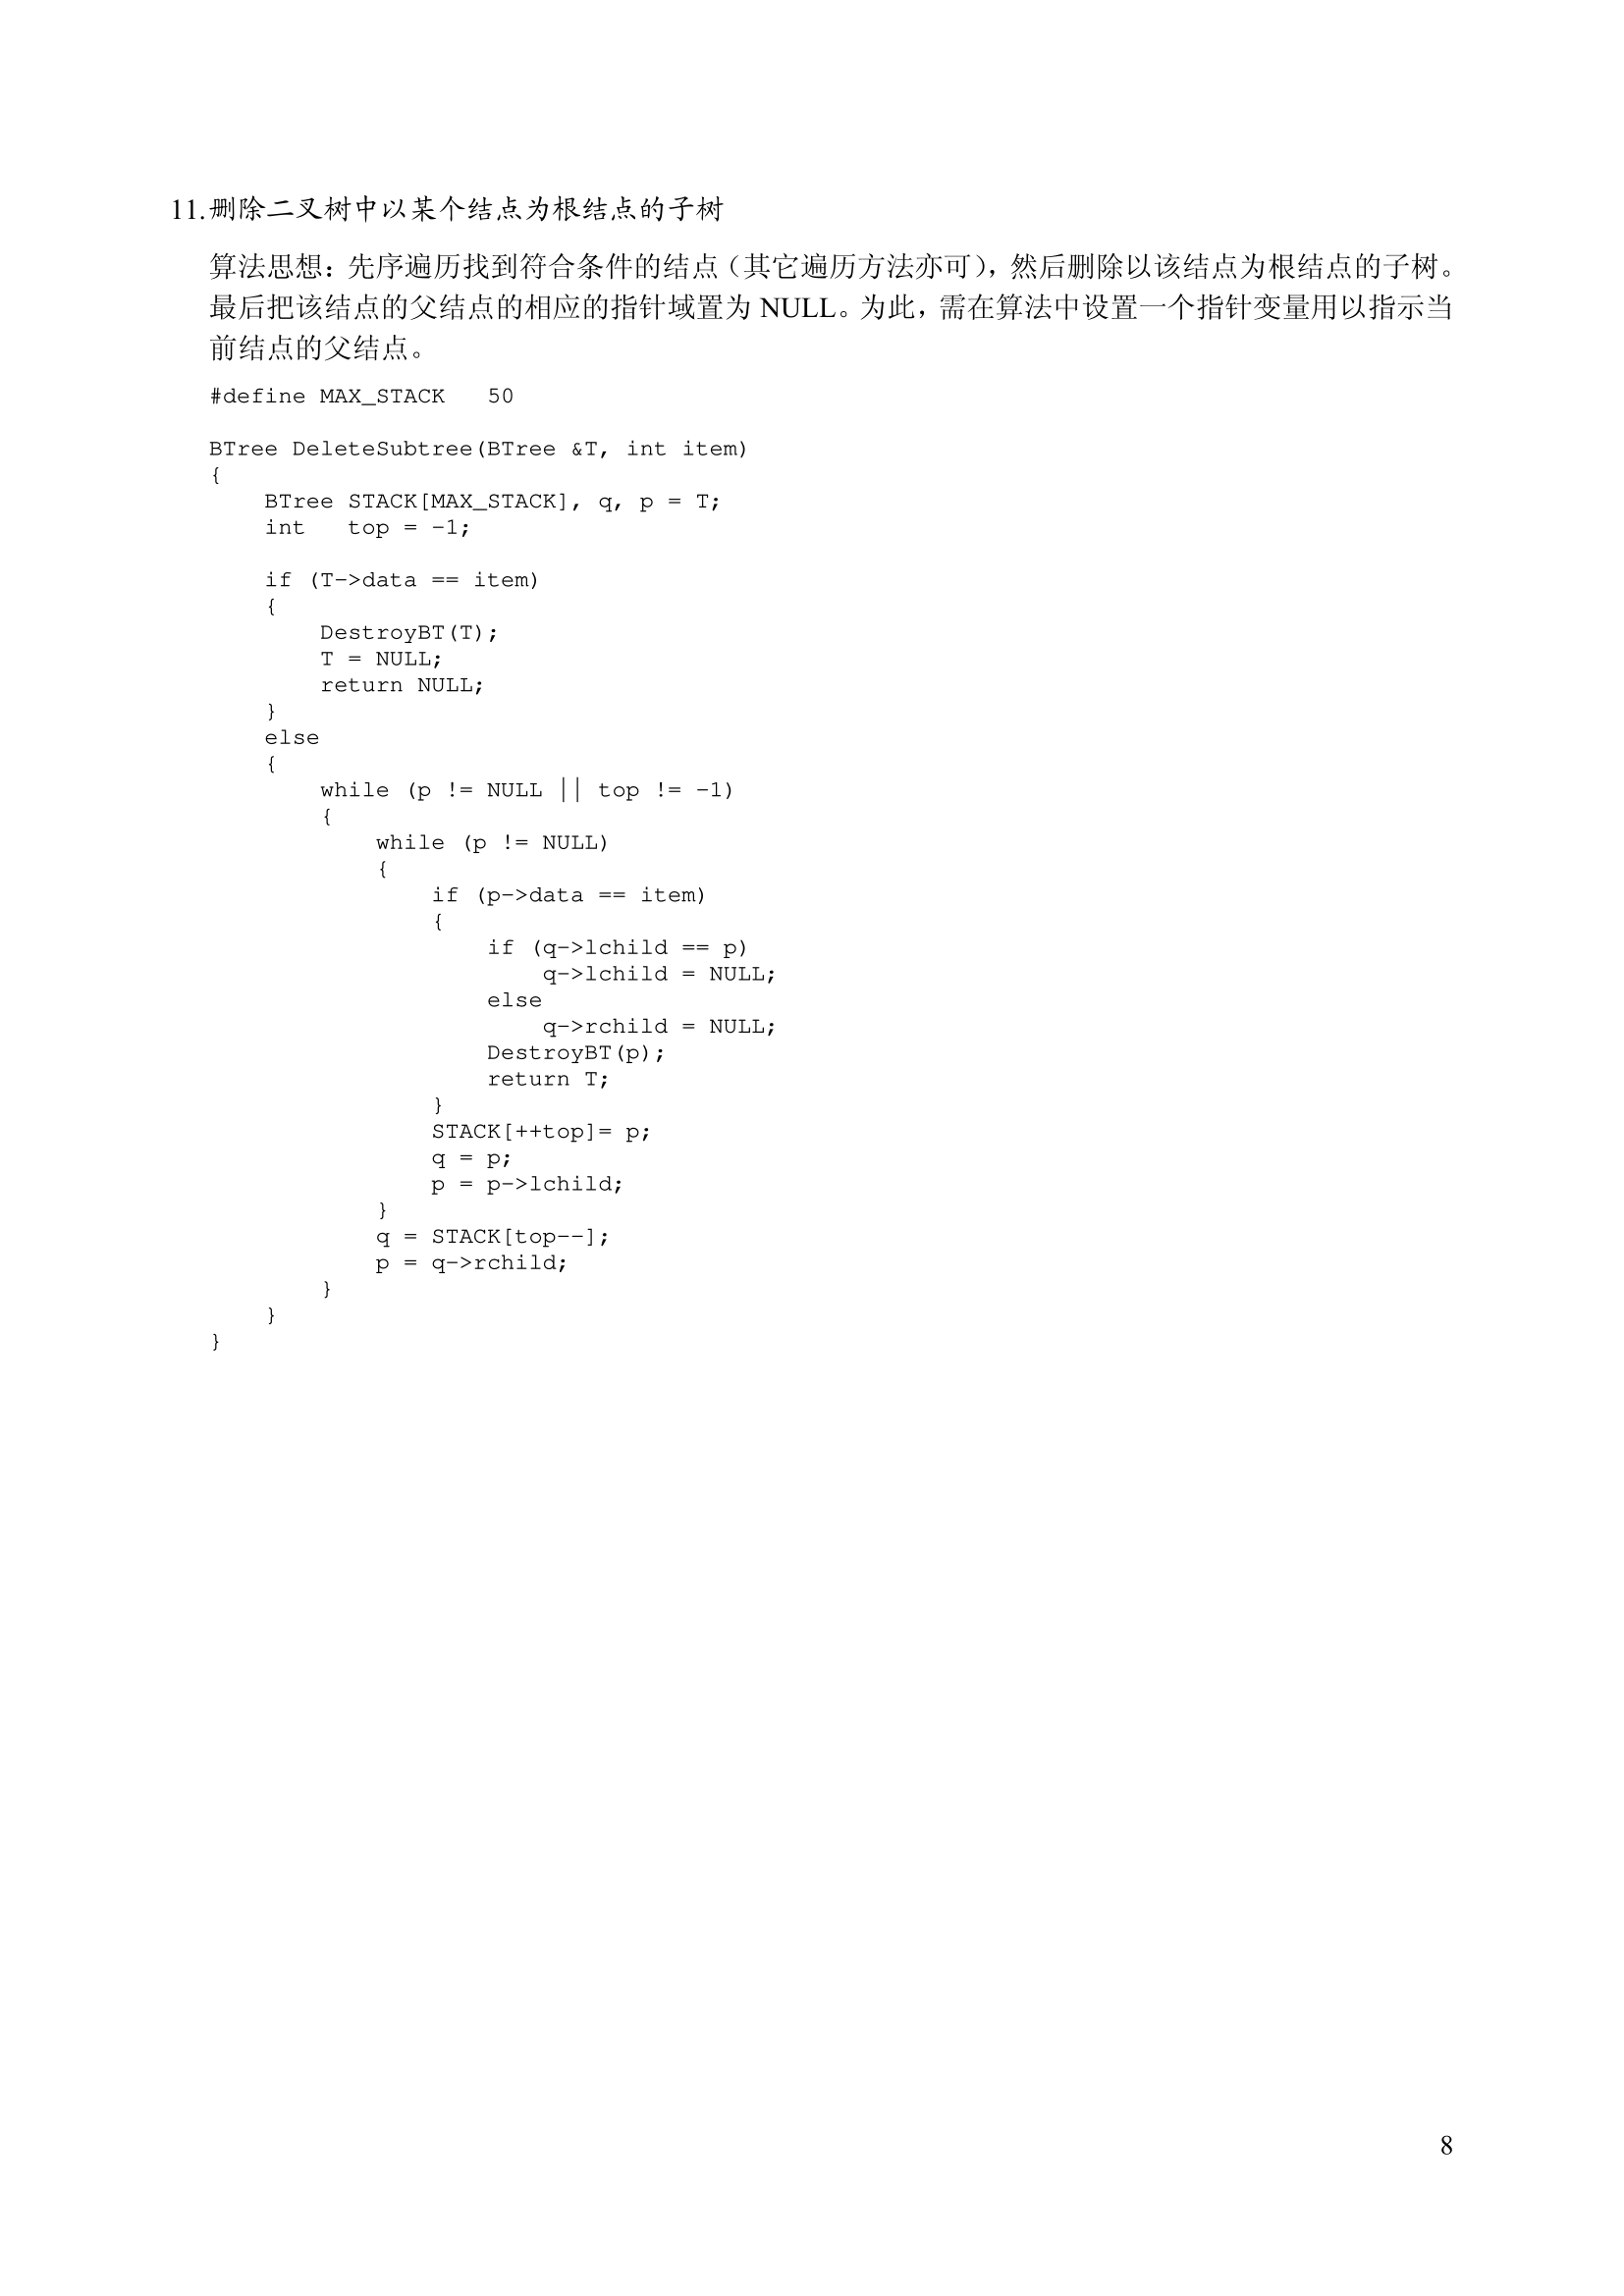 11.删除二叉树中以某个结点为根结点的子树
算法思想：先序遍历找到符合条件的结点（其它遍历方法亦可），然后删除以该结点为根结点的子树。
最后把该结点的父结点的相应的指针域置为 NULL。为此，需在算法中设置一个指针变量用以指示当
前结点的父结点。
#define MAX_STACK   50
BTree DeleteSubtree(BTree &T, int item)
{
    BTree STACK[MAX_STACK], q, p = T;
    int   top = -1;
    if (T->data == item)
    {
        DestroyBT(T);
        T = NULL;
        return NULL;
    }
    else
    {
        while (p != NULL || top != -1)
        {
            while (p != NULL)
            {
                if (p->data == item)
                {
                    if (q->lchild == p)
                        q->lchild = NULL;
                    else
                        q->rchild = NULL;
                    DestroyBT(p);
                    return T;
                }
                STACK[++top]= p;
                q = p;
                p = p->lchild;
            }
            q = STACK[top--];
            p = q->rchild;
        }
    }
}
8